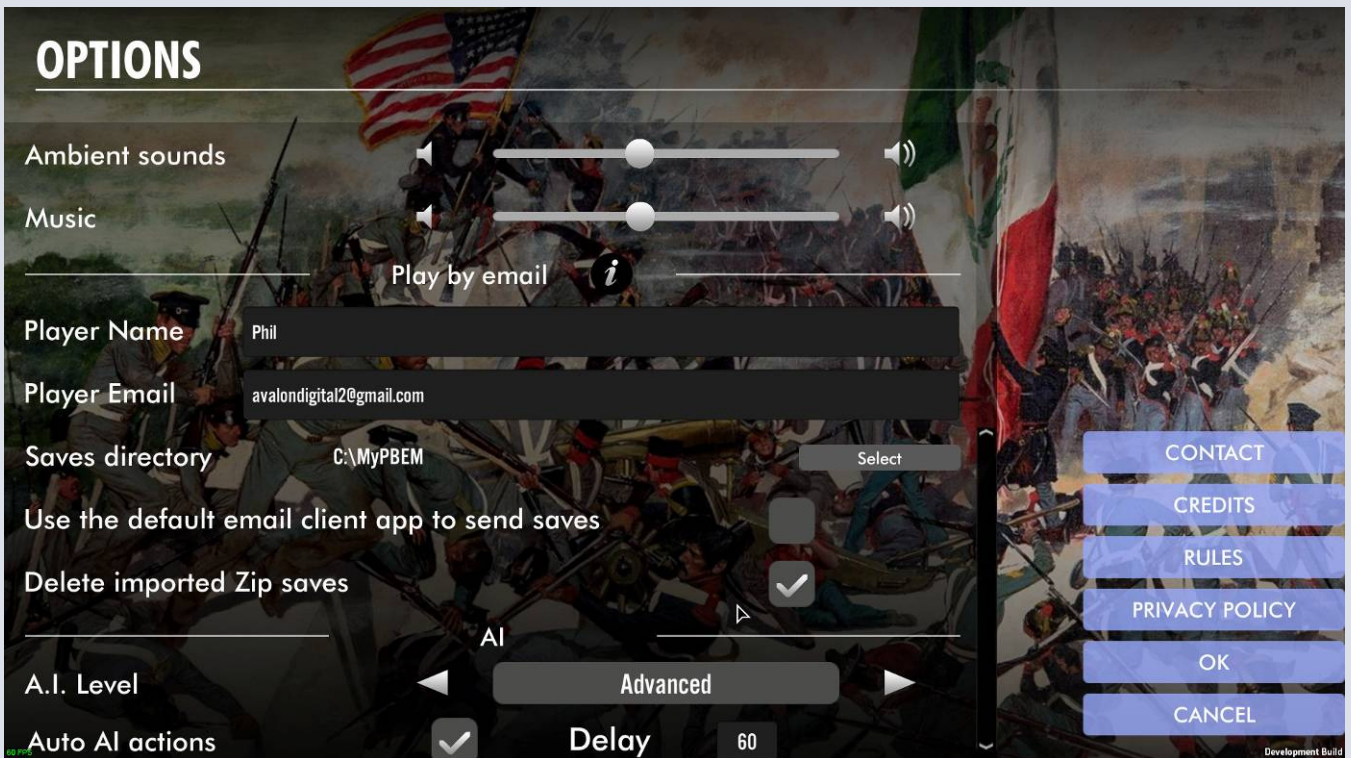 OPTIONS
Ambient sounds
Music
Play by email i
Player Name Phil
Player Email avalondigital2@gmail.com
Saves directory C:\MyPBEM Select
Use the default email client app to send saves
Delete imported Zip saves
AI
A.I. Level Advanced
Auto AI actions Delay 60
CONTACT
CREDITS
RULES
PRIVACY POLICY
OK
CANCEL
60 FPS
Development Build